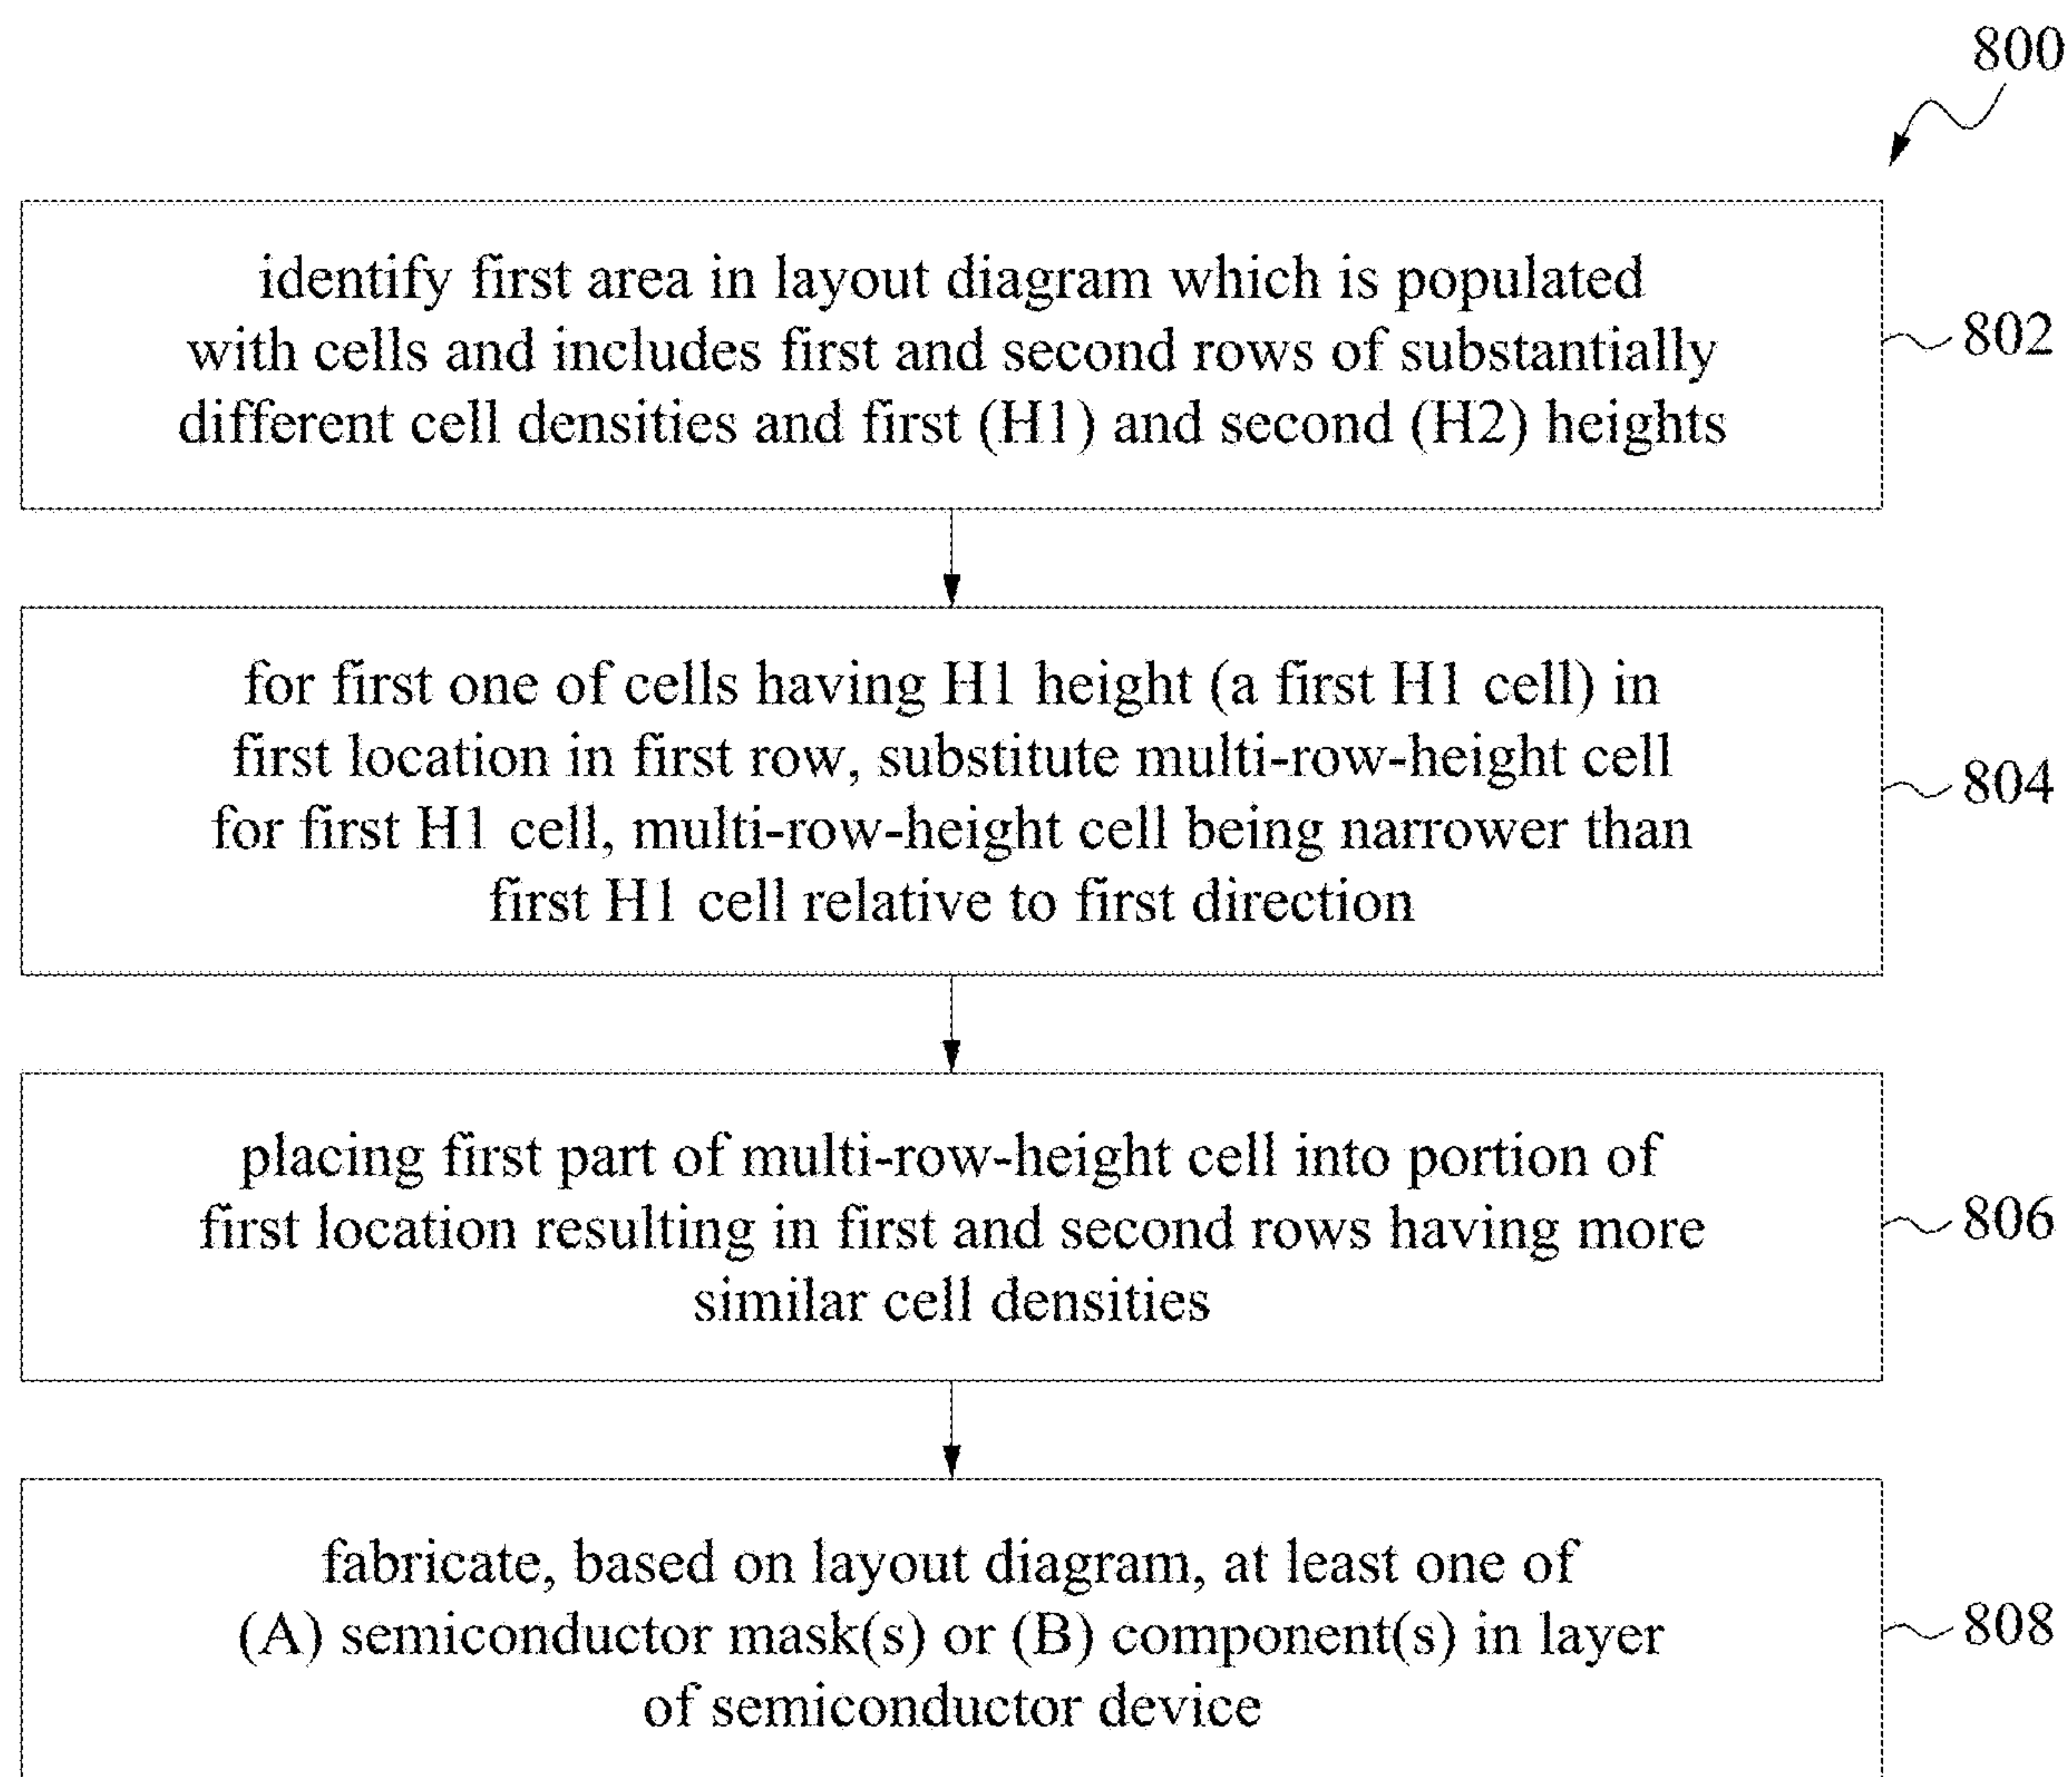 800
identify first area in layout diagram which is populated
with cells and includes first and second rows of substantially
different cell densities and first (H1) and second (H2) heights
802
for first one of cells having H1 height (a first H1 cell) in
first location in first row, substitute multi-row-height cell
for first H1 cell, multi-row-height cell being narrower than
first H1 cell relative to first direction
804
placing first part of multi-row-height cell into portion of
first location resulting in first and second rows having more
similar cell densities
806
fabricate, based on layout diagram, at least one of
(A) semiconductor mask(s) or (B) component(s) in layer
of semiconductor device
808